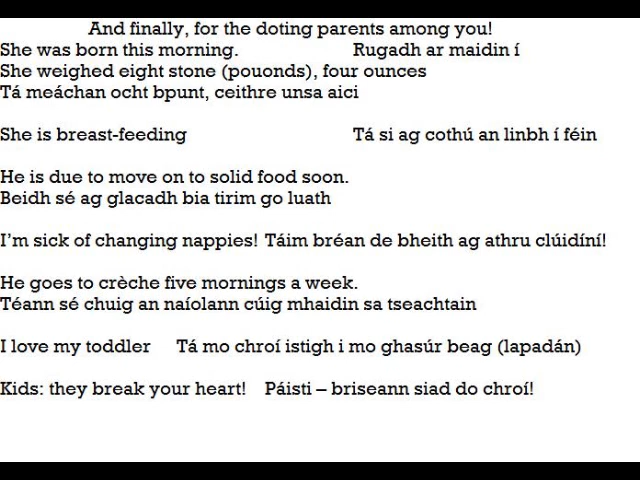 And finally, for the doting parents among you!
She was born this morning. Rugadh ar maidin í
She weighed eight stone (pouonds), four ounces
Tá meáchan ocht bpunt, ceithre unsa aici
She is breast-feeding Tá si ag cothú an linbh í féin
He is due to move on to solid food soon.
Beidh sé ag glacadh bia tirim go luath
I'm sick of changing nappies! Táim bréan de bheith ag athru clúidíní!
He goes to crèche five mornings a week.
Téann sé chuig an naíolann cúig mhaidin sa tseachtain
I love my toddler Tá mo chroí istigh i mo ghasúr beag (lapadán)
Kids: they break your heart! Páisti – briseann siad do chroí!